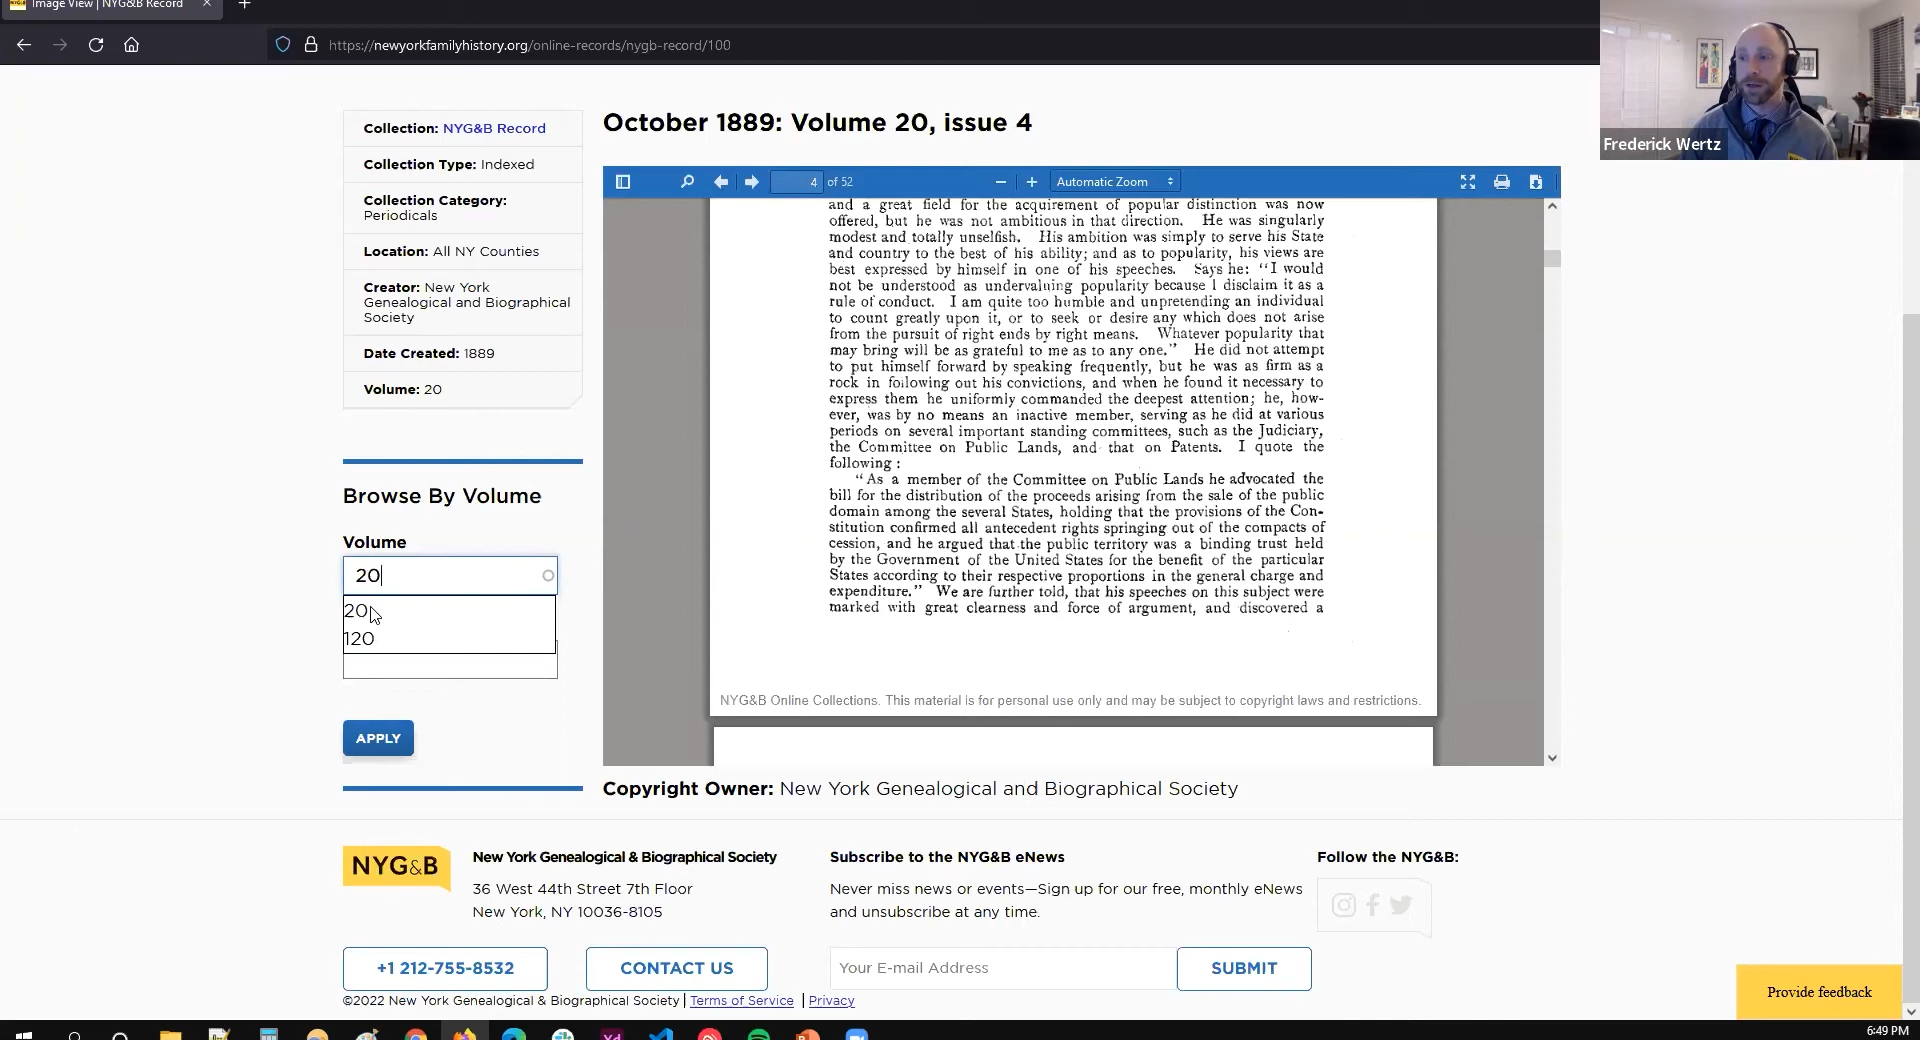 Image View | NYG&B Record
https://newyorkfamilyhistory.org/online-records/nygb-record/100
Frederick Wertz
Collection: NYG&B Record
Collection Type: Indexed
Collection Category:
Periodicals
Location: All NY Counties
Creator: New York
Genealogical and Biographical
Society
Date Created: 1889
Volume: 20
Browse By Volume
Volume
20
20
120
APPLY
October 1889: Volume 20, issue 4
4 of 52
Automatic Zoom
and a great field for the acquirement of popular distinction was now
offered, but he was not ambitious in that direction. He was singularly
modest and totally unselfish. His ambition was simply to serve his State
and country to the best of his ability; and as to popularity, his views are
best expressed by himself in one of his speeches. Says he: “I would
not be understood as undervaluing popularity because I disclaim it as a
rule of conduct. I am quite too humble and unpretending an individual
to count greatly upon it, or to seek or desire any which does not arise
from the pursuit of right ends by right means. Whatever popularity that
may bring will be as grateful to me as to any one.” He did not attempt
to put himself forward by speaking frequently, but he was as firm as a
rock in following out his convictions, and when he found it necessary to
express them he uniformly commanded the deepest attention; he, how-
ever, was by no means an inactive member, serving as he did at various
periods on several important standing committees, such as the Judiciary,
the Committee on Public Lands, and that on Patents. I quote the
following :
“As a member of the Committee on Public Lands he advocated the
bill for the distribution of the proceeds arising from the sale of the public
domain among the several States, holding that the provisions of the Con-
stitution confirmed all antecedent rights springing out of the compacts of
cession, and he argued that the public territory was a binding trust held
by the Government of the United States for the benefit of the particular
States according to their respective proportions in the general charge and
expenditure.” We are further told, that his speeches on this subject were
marked with great clearness and force of argument, and discovered a
NYG&B Online Collections. This material is for personal use only and may be subject to copyright laws and restrictions.
Copyright Owner: New York Genealogical and Biographical Society
NYG&B
New York Genealogical & Biographical Society
36 West 44th Street 7th Floor
New York, NY 10036-8105
+1 212-755-8532
CONTACT US
Subscribe to the NYG&B eNews
Never miss news or events—Sign up for our free, monthly eNews
and unsubscribe at any time.
Your E-mail Address
SUBMIT
Follow the NYG&B:
©2022 New York Genealogical & Biographical Society | Terms of Service | Privacy
Provide feedback
6:49 PM